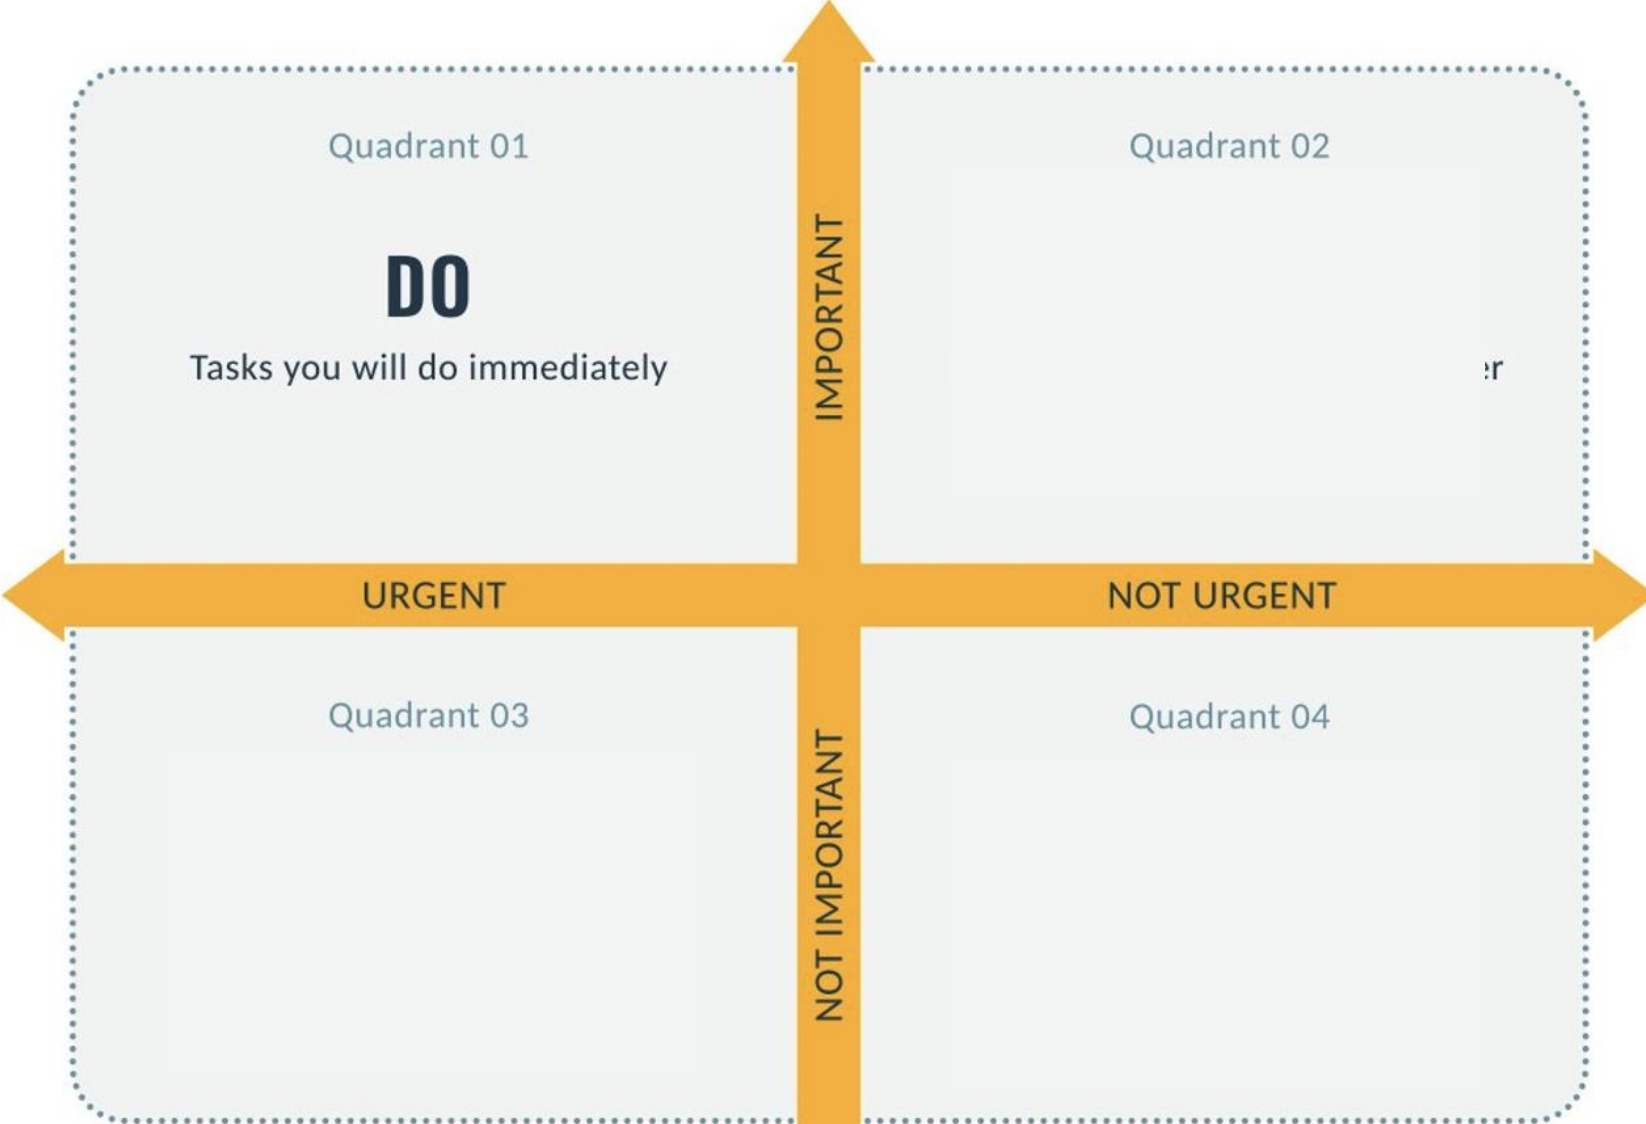 Quadrant 01
Quadrant 02
DO
Tasks you will do immediately
er
IMPORTANT
URGENT
NOT URGENT
Quadrant 03
Quadrant 04
NOT IMPORTANT